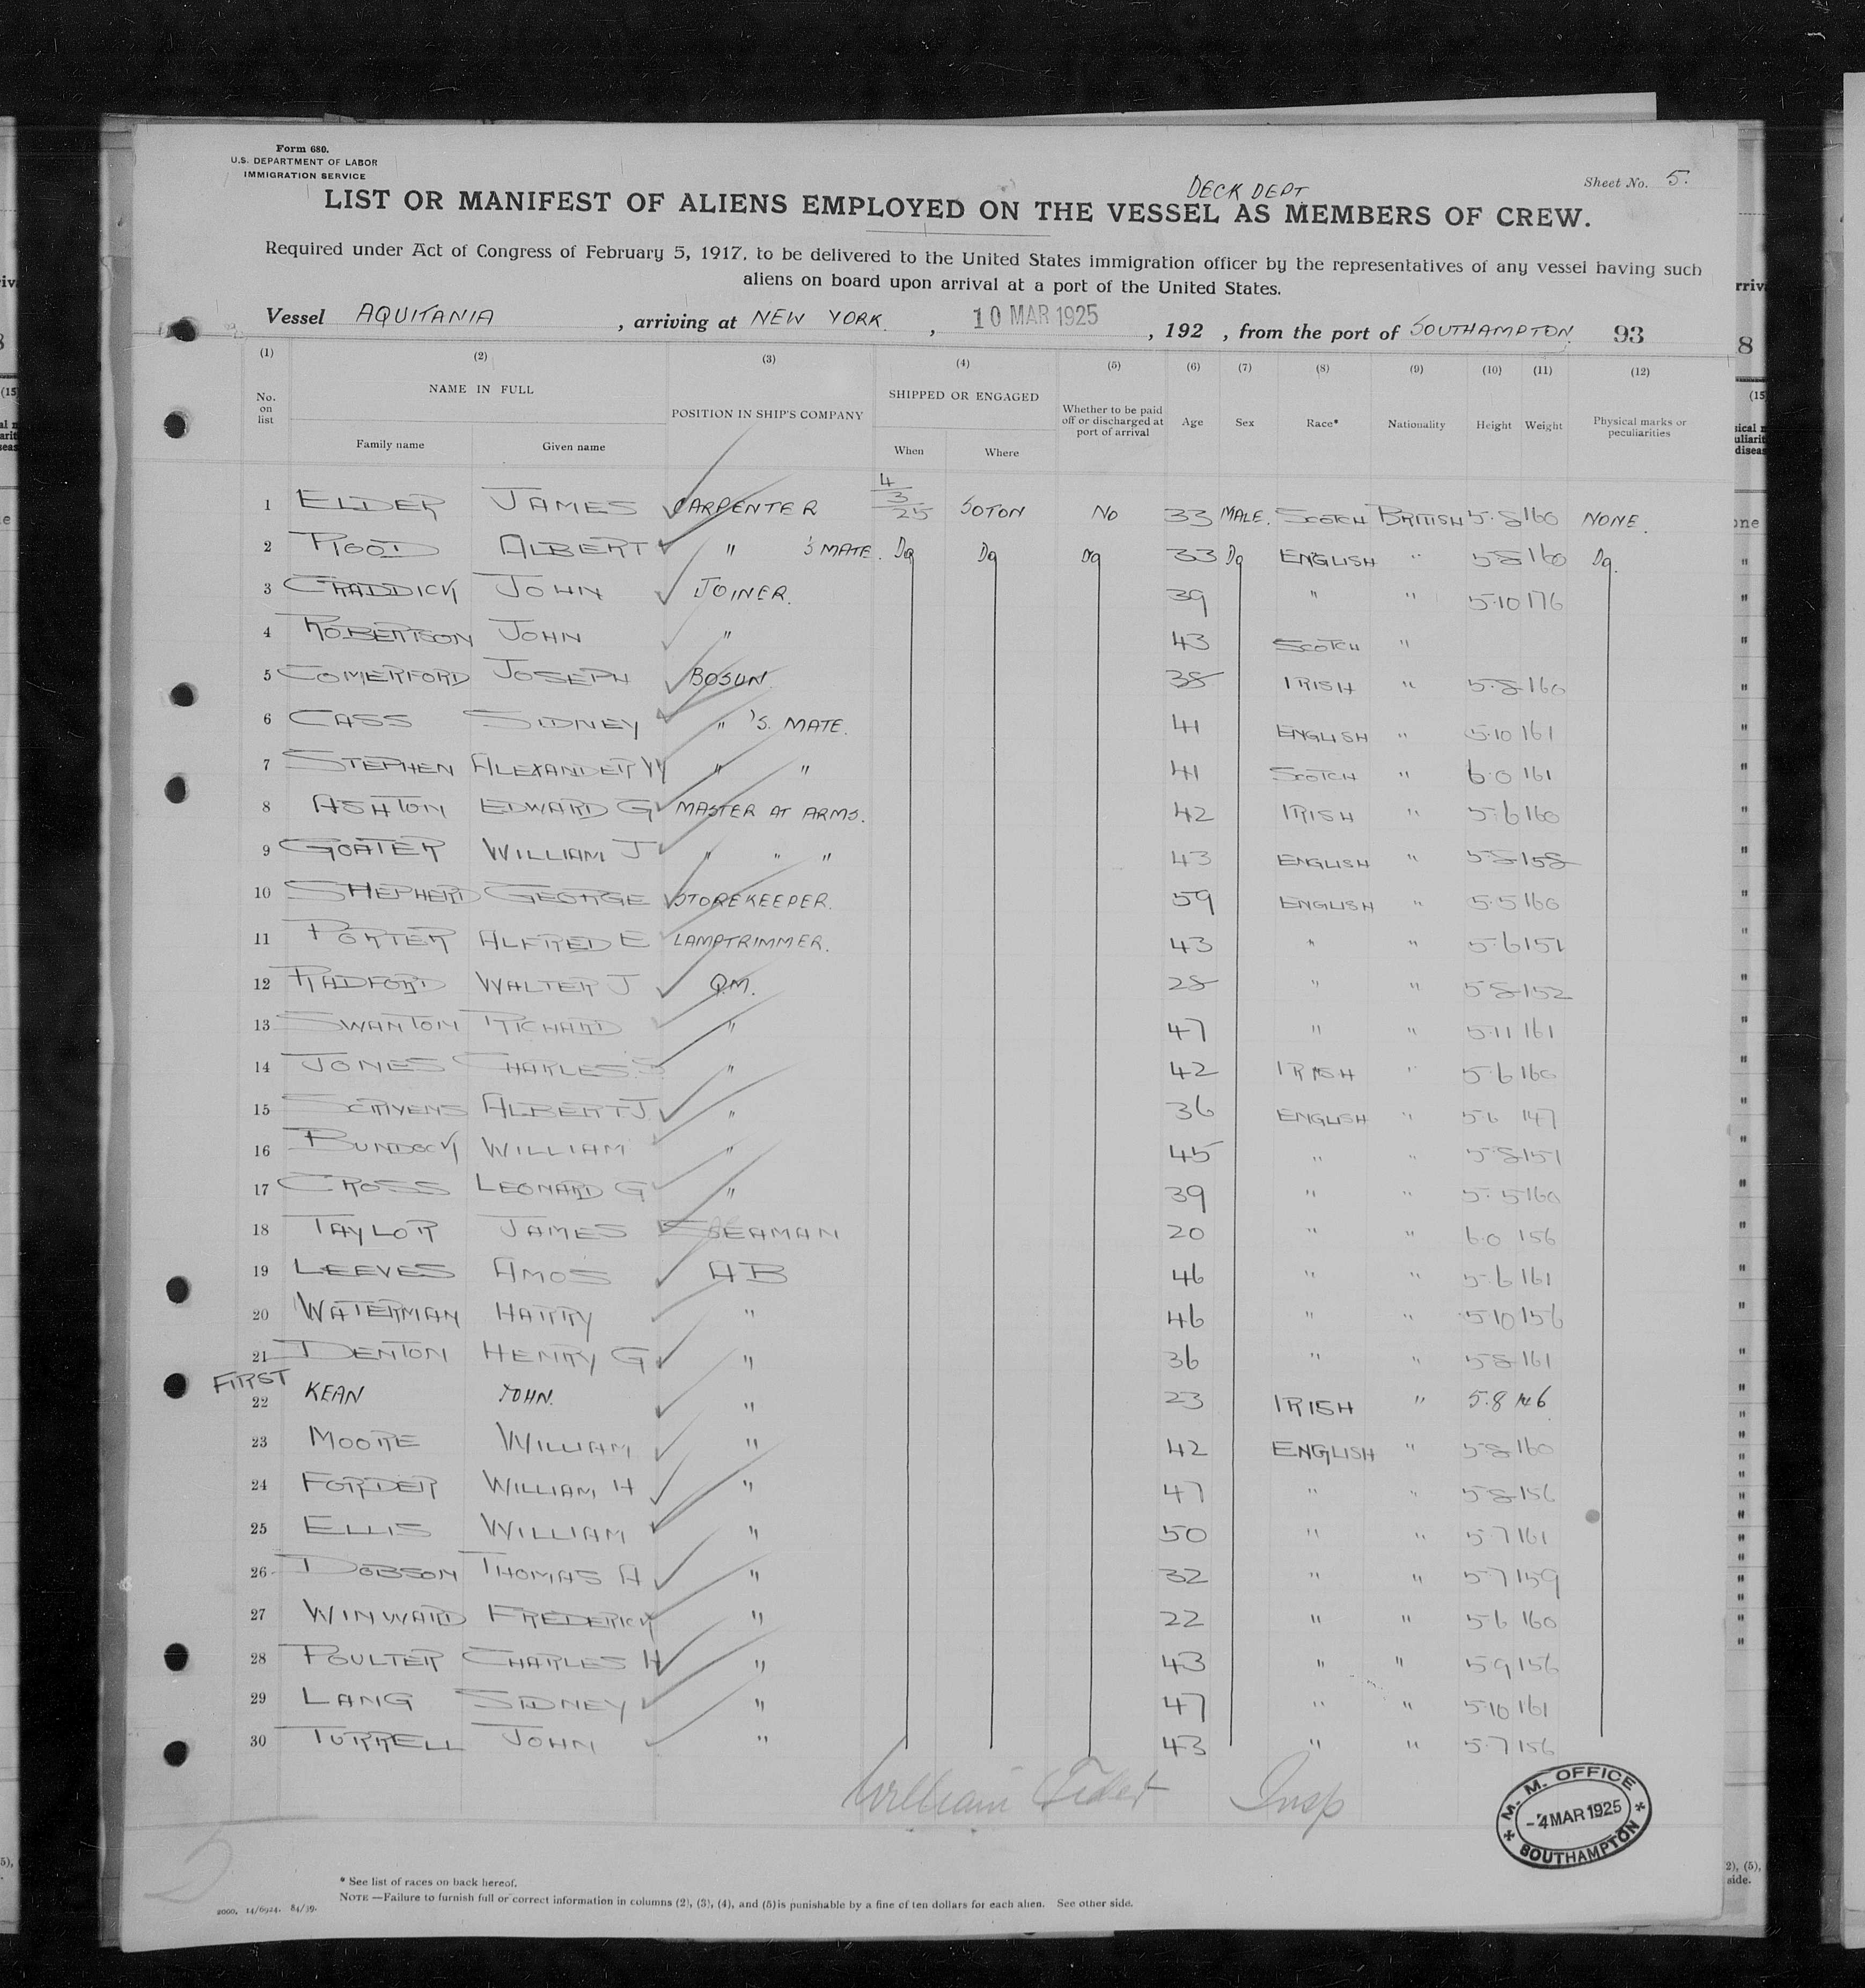 Form 680.
U.S. DEPARTMENT OF LABOR
IMMIGRATION SERVICE
Sheet No. 5.
DECK DEPT
LIST OR MANIFEST OF ALIENS EMPLOYED ON THE VESSEL AS MEMBERS OF CREW.
Required under Act of Congress of February 5, 1917, to be delivered to the United States immigration officer by the representatives of any vessel having such
aliens on board upon arrival at a port of the United States.
Vessel AQUITANIA , arriving at NEW YORK. , 10 MAR 1925 , 192 , from the port of SOUTHAMPTON. 93
(1) (2) (3) (4) (5) (6) (7) (8) (9) (10) (11) (12)
No. on list NAME IN FULL POSITION IN SHIP'S COMPANY SHIPPED OR ENGAGED Whether to be paid off or discharged at port of arrival Age Sex Race* Nationality Height Weight Physical marks or peculiarities
Family name Given name When Where
1 ELDER JAMES CARPENTER 4/3/25 SOTON NO 33 MALE. SCOTCH BRITISH 5.8 160 NONE.
2 ROOD ALBERT " 'S MATE. Do Do Do 33 Do ENGLISH " 5 8 160 Do.
3 CRADDICK JOHN JOINER. 39 " " 5.10 176
4 ROBERTSON JOHN " 43 SCOTCH "
5 COMERFORD JOSEPH BOSUN. 38 IRISH " 5.8 160
6 CASS SIDNEY " 'S. MATE. 41 ENGLISH " 5.10 161
7 STEPHEN ALEXANDER W " " 41 SCOTCH " 6.0 161
8 ASHTON EDWARD G MASTER AT ARMS. 42 IRISH " 5.6 160
9 GOATER WILLIAM J " " " 43 ENGLISH " 5.8 158
10 SHEPHERD GEORGE STOREKEEPER. 59 ENGLISH " 5.5 160
11 PORTER ALFRED E LAMPTRIMMER. 43 " " 5.6 151
12 RADFORD WALTER J Q.M. 28 " " 5 8 152
13 SWANTON RICHARD " 47 " " 5.11 161
14 JONES CHARLES S " 42 IRISH " 5.6 160
15 SCRIVENS ALBERT J. " 36 ENGLISH " 5 6 147
16 BUNDOCK WILLIAM " 45 " " 5.8 151
17 CROSS LEONARD G " 39 " " 5.5 160
18 TAYLOR JAMES SEAMAN 20 " " 6.0 156
19 LEEVES AMOS AB 46 " " 5.6 161
20 WATERMAN HARRY " 46 " " 5 10 156
21 DENTON HENRY G " 36 " " 5 8 161
FIRST
22 KEAN JOHN. " 23 IRISH " 5.8 146
23 MOORE WILLIAM " 42 ENGLISH " 5 8 160
24 FORDER WILLIAM H " 47 " " 5 8 156
25 ELLIS WILLIAM " 50 " " 5.7 161
26 DOBSON THOMAS A " 32 " " 5 7 159
27 WINWARD FREDERICK " 22 " " 5 6 160
28 POULTER CHARLES H " 43 " " 5 9 156
29 LANG SIDNEY " 47 " " 5 10 161
30 TURRELL JOHN " 43 " " 5.7 156
William Insp
M. M. OFFICE
-4 MAR 1925
SOUTHAMPTON
* See list of races on back hereof.
NOTE —Failure to furnish full or correct information in columns (2), (3), (4), and (5) is punishable by a fine of ten dollars for each alien. See other side.
2000, 14/6924. 84/39.